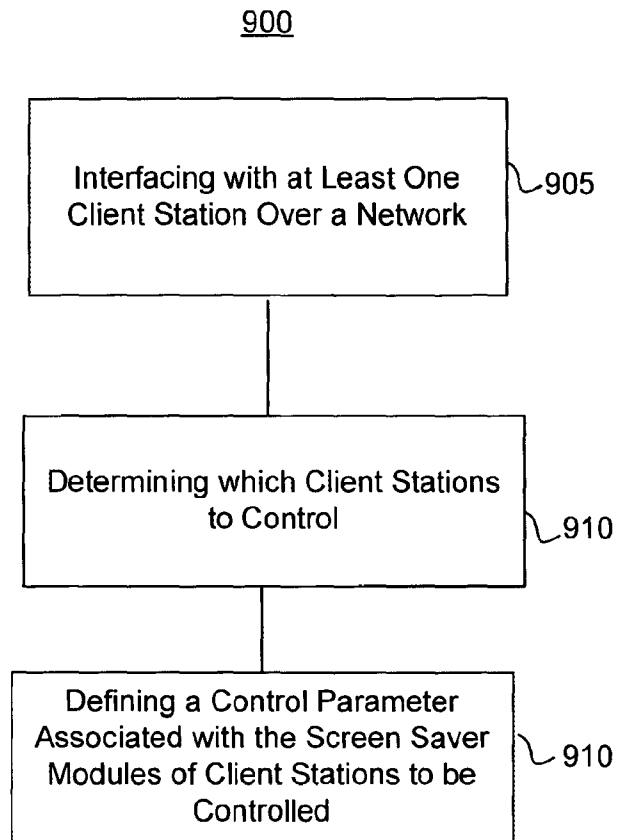 900
Interfacing with at Least One
Client Station Over a Network
905
Determining which Client Stations
to Control
910
Defining a Control Parameter
Associated with the Screen Saver
Modules of Client Stations to be
Controlled
910